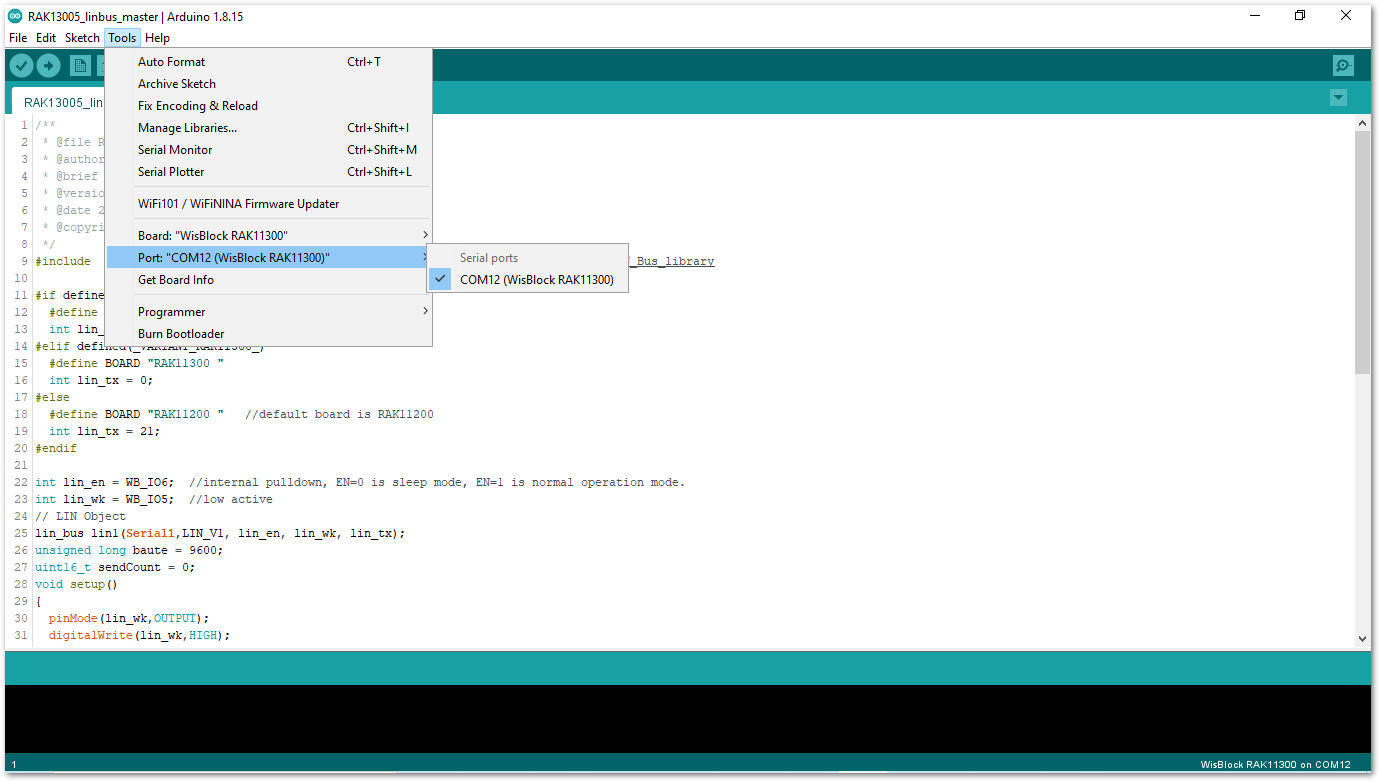 RAK13005_linbus_master | Arduino 1.8.15
File Edit Sketch Tools Help
Auto Format Ctrl+T
Archive Sketch
Fix Encoding & Reload
Manage Libraries... Ctrl+Shift+I
Serial Monitor Ctrl+Shift+M
Serial Plotter Ctrl+Shift+L
WiFi101 / WiFiNINA Firmware Updater
Board: "WisBlock RAK11300"
Port: "COM12 (WisBlock RAK11300)"
Get Board Info
Programmer
Burn Bootloader
Serial ports
COM12 (WisBlock RAK11300)
RAK13005_lin
1 /**
2 * @file R
3 * @author
4 * @brief
5 * @versio
6 * @date 2
7 * @copyri
8 */
9 #include _Bus_library
10
11 #if define
12 #define
13 int lin_
14 #elif defined(_VARIANT_RAK11300_)
15 #define BOARD "RAK11300 "
16 int lin_tx = 0;
17 #else
18 #define BOARD "RAK11200 " //default board is RAK11200
19 int lin_tx = 21;
20 #endif
21
22 int lin_en = WB_IO6; //internal pulldown, EN=0 is sleep mode, EN=1 is normal operation mode.
23 int lin_wk = WB_IO5; //low active
24 // LIN Object
25 lin_bus lin1(Serial1,LIN_V1, lin_en, lin_wk, lin_tx);
26 unsigned long baute = 9600;
27 uint16_t sendCount = 0;
28 void setup()
29 {
30 pinMode(lin_wk,OUTPUT);
31 digitalWrite(lin_wk,HIGH);
1 WisBlock RAK11300 on COM12